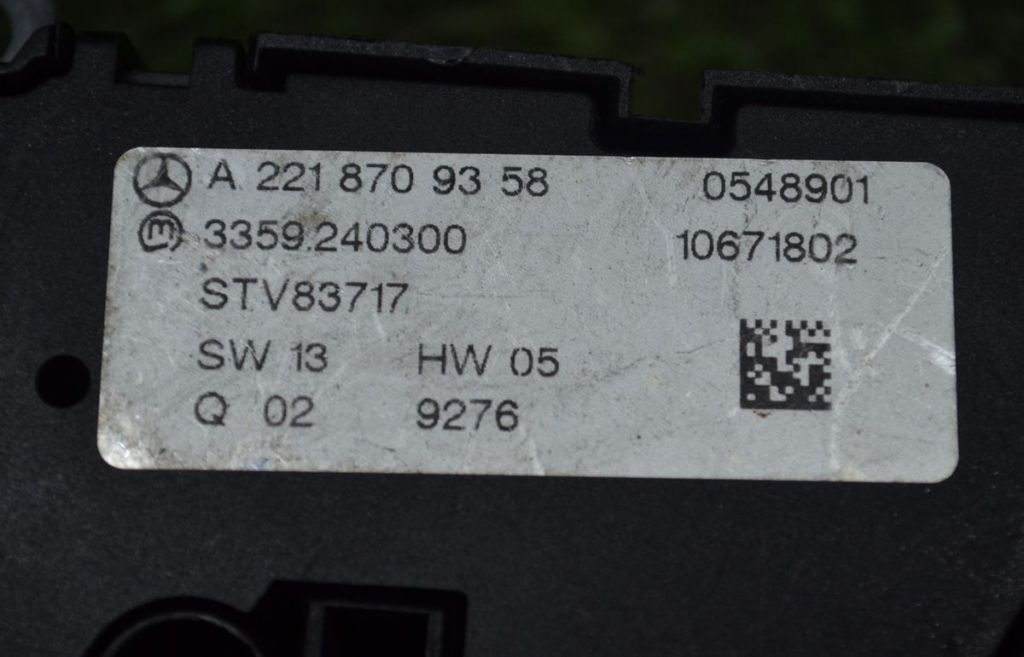 A 221 870 93 58 0548901
3359.240300 10671802
STV83717
SW 13 HW 05
Q 02 9276